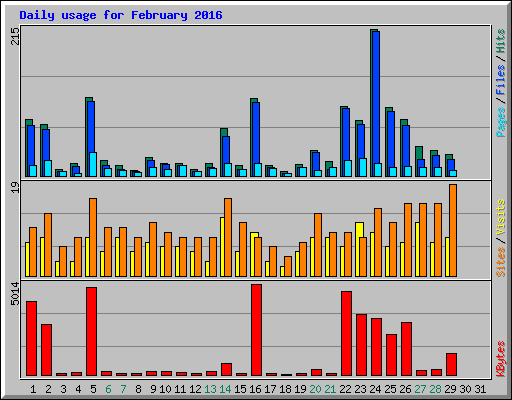 Daily usage for February 2016
215
Pages / Files / Hits
19
Sites / Visits
5014
KBytes
1 2 3 4 5 6 7 8 9 10 11 12 13 14 15 16 17 18 19 20 21 22 23 24 25 26 27 28 29 30 31